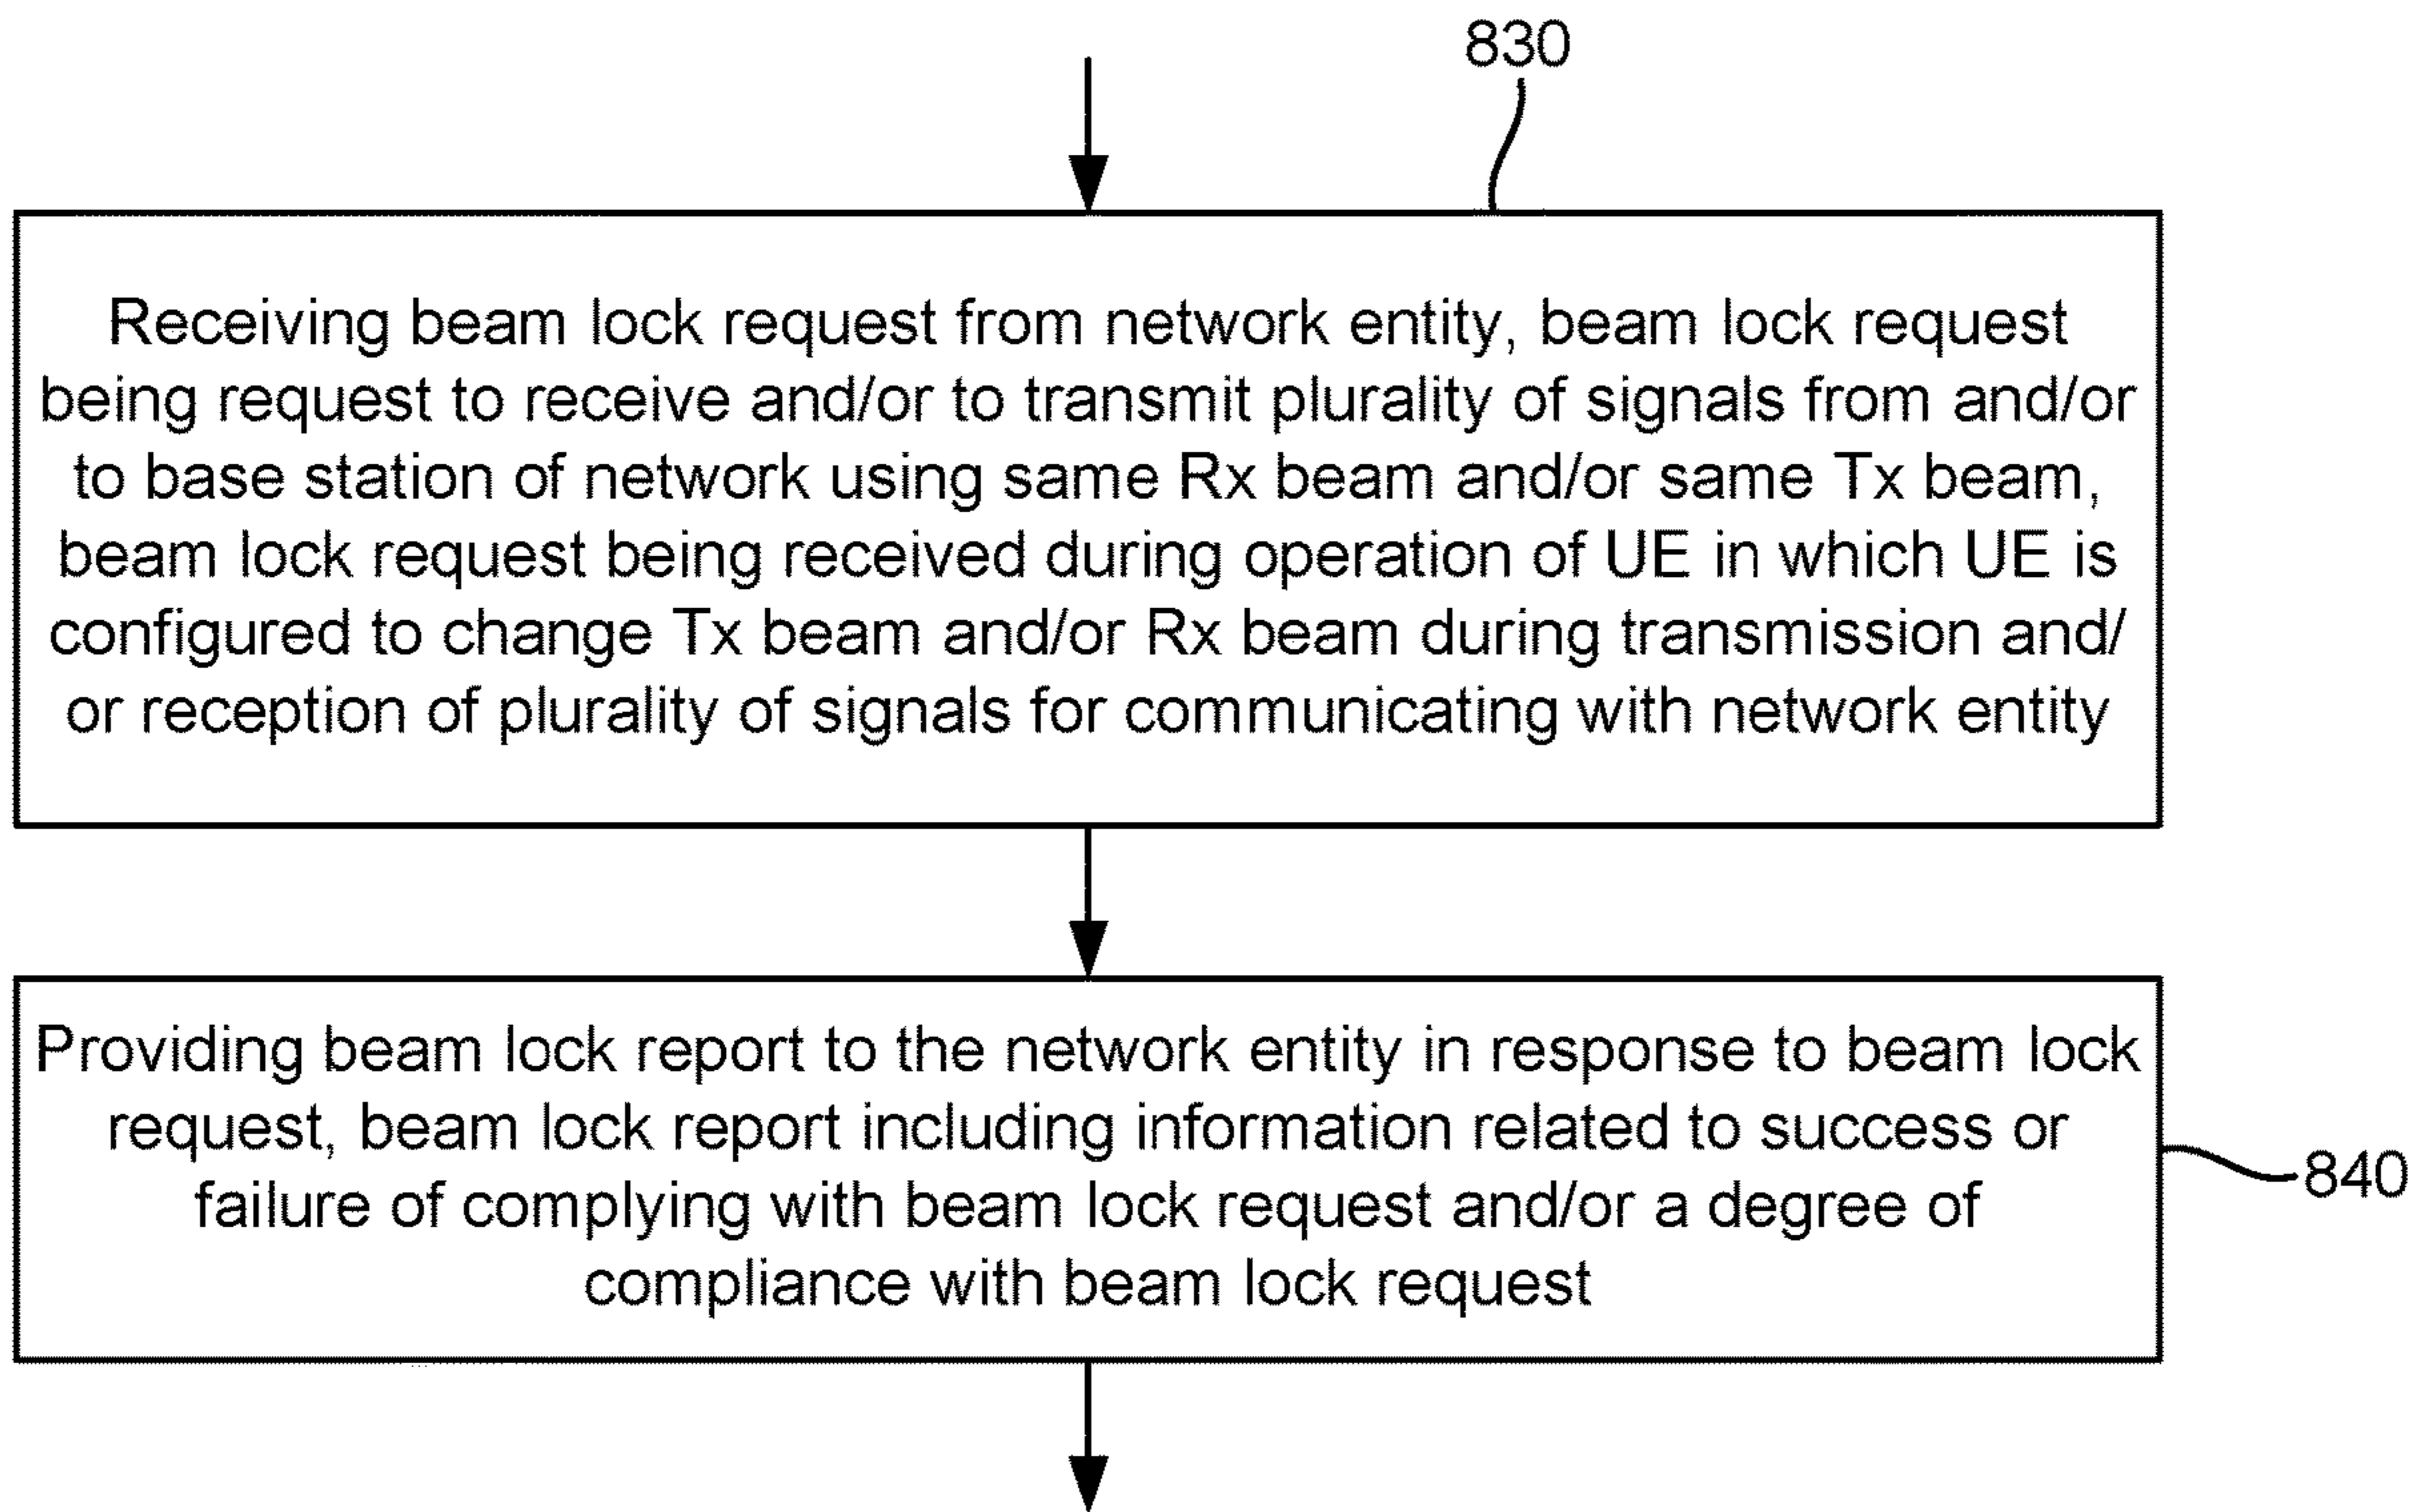 830
Receiving beam lock request from network entity, beam lock request
being request to receive and/or to transmit plurality of signals from and/or
to base station of network using same Rx beam and/or same Tx beam,
beam lock request being received during operation of UE in which UE is
configured to change Tx beam and/or Rx beam during transmission and/
or reception of plurality of signals for communicating with network entity
Providing beam lock report to the network entity in response to beam lock
request, beam lock report including information related to success or
failure of complying with beam lock request and/or a degree of
compliance with beam lock request
840